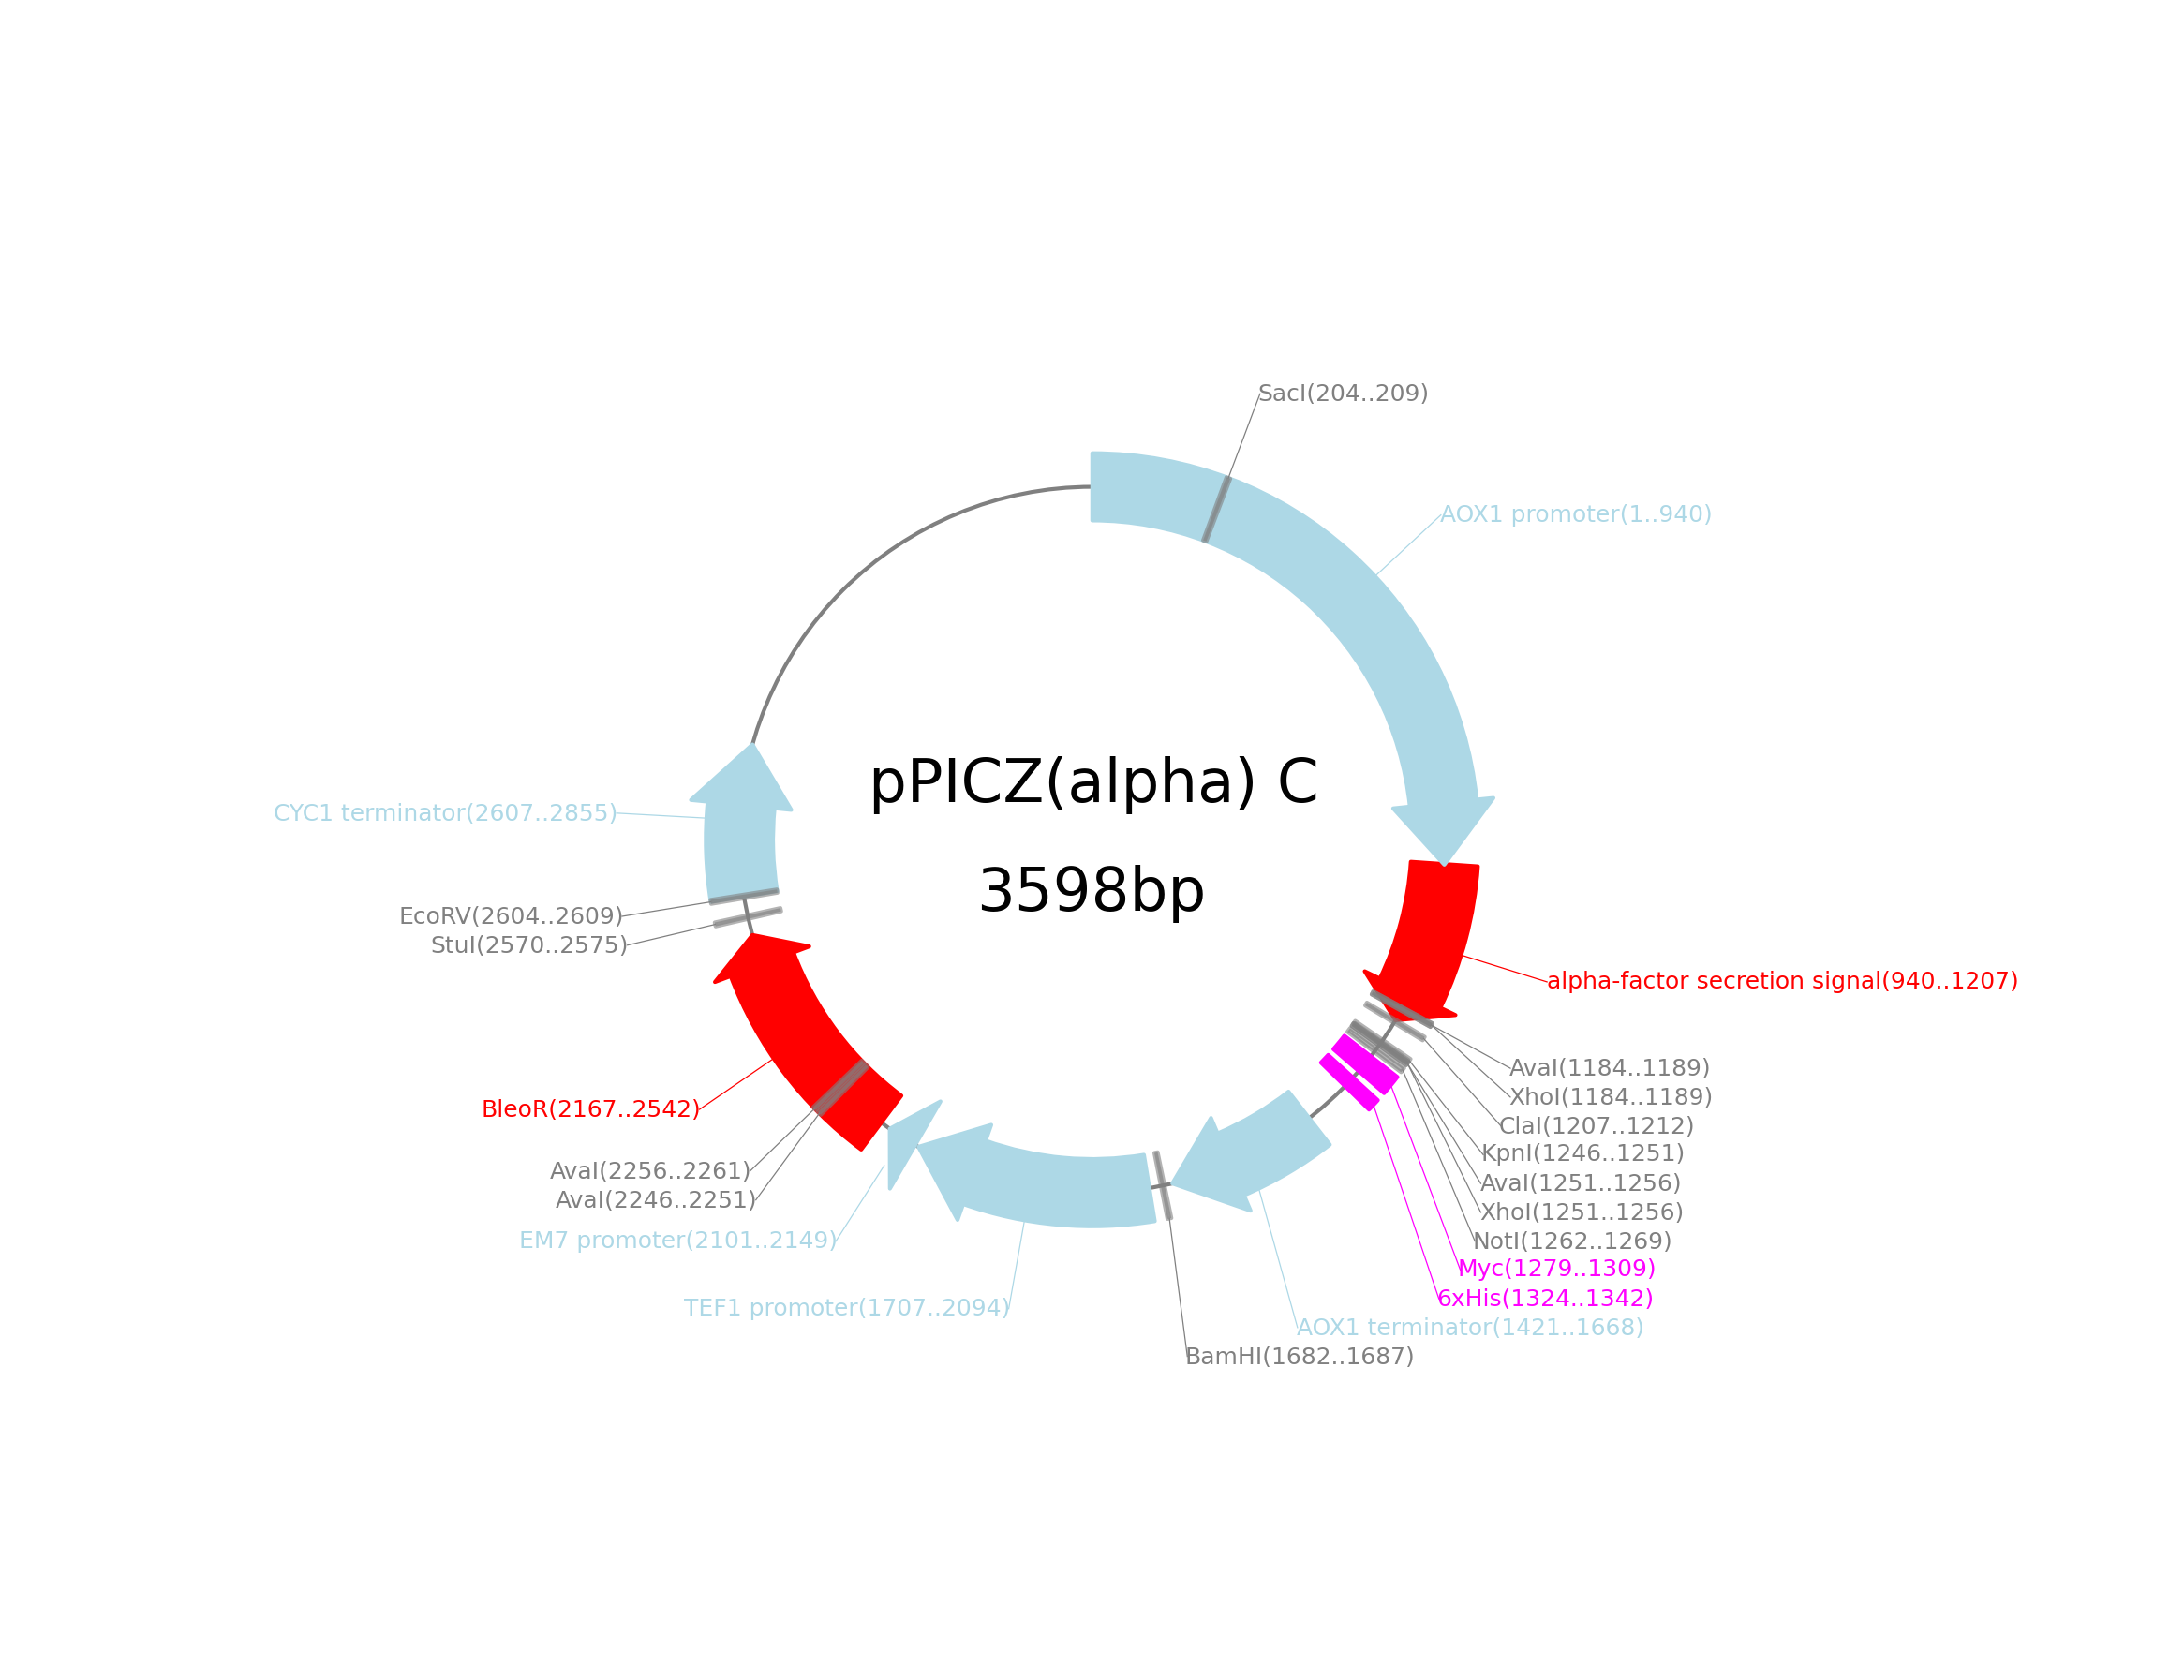 SacI(204..209)
AOX1 promoter(1..940)
pPICZ(alpha) C
3598bp
CYC1 terminator(2607..2855)
EcoRV(2604..2609)
StuI(2570..2575)
alpha-factor secretion signal(940..1207)
AvaI(1184..1189)
XhoI(1184..1189)
ClaI(1207..1212)
KpnI(1246..1251)
AvaI(1251..1256)
XhoI(1251..1256)
NotI(1262..1269)
Myc(1279..1309)
6xHis(1324..1342)
AOX1 terminator(1421..1668)
BamHI(1682..1687)
BleoR(2167..2542)
AvaI(2256..2261)
AvaI(2246..2251)
EM7 promoter(2101..2149)
TEF1 promoter(1707..2094)